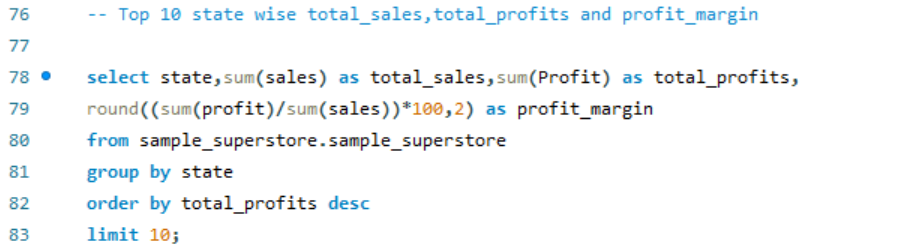 76 -- Top 10 state wise total_sales,total_profits and profit_margin
77
78 select state,sum(sales) as total_sales,sum(Profit) as total_profits,
79 round((sum(profit)/sum(sales))*100,2) as profit_margin
80 from sample_superstore.sample_superstore
81 group by state
82 order by total_profits desc
83 limit 10;